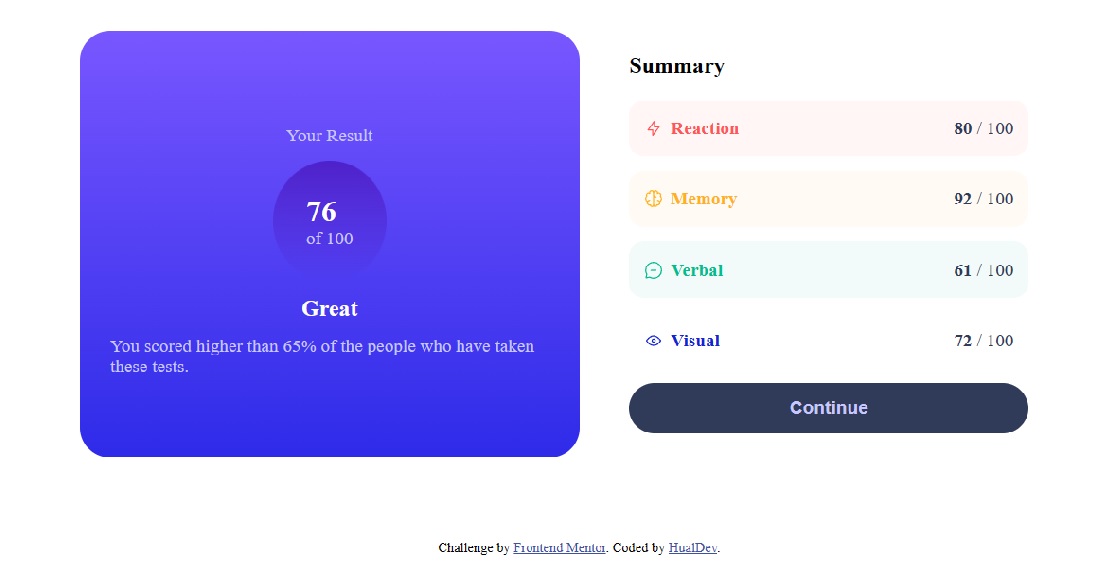 Your Result
76
of 100
Great
You scored higher than 65% of the people who have taken
these tests.
Summary
Reaction 80 / 100
Memory 92 / 100
Verbal 61 / 100
Visual 72 / 100
Continue
Challenge by Frontend Mentor. Coded by HualDev.